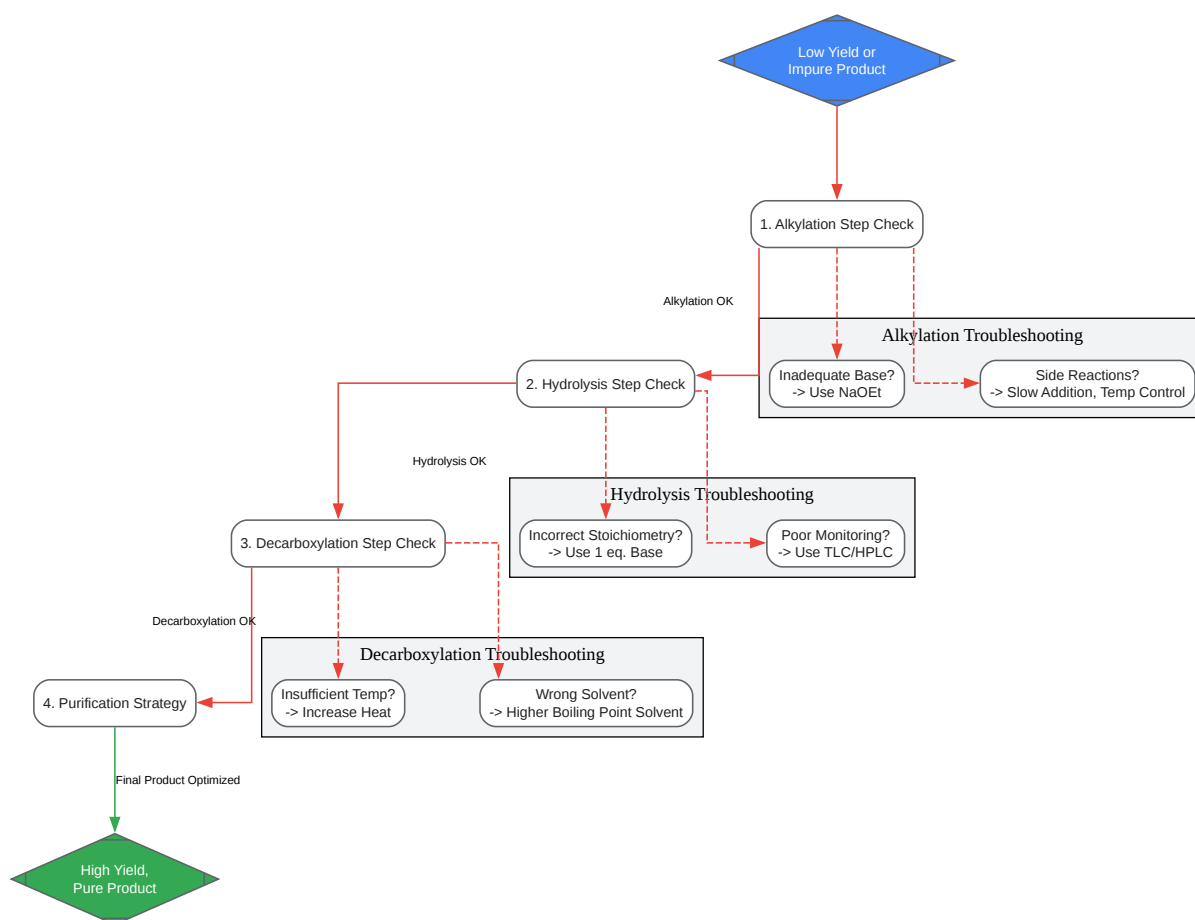 Low Yield or
Impure Product
1. Alkylation Step Check
Alkylation OK
Alkylation Troubleshooting
Inadequate Base?
-> Use NaOEt
Side Reactions?
-> Slow Addition, Temp Control
2. Hydrolysis Step Check
Hydrolysis OK
Hydrolysis Troubleshooting
Incorrect Stoichiometry?
-> Use 1 eq. Base
Poor Monitoring?
-> Use TLC/HPLC
3. Decarboxylation Step Check
Decarboxylation OK
Decarboxylation Troubleshooting
Insufficient Temp?
-> Increase Heat
Wrong Solvent?
-> Higher Boiling Point Solvent
4. Purification Strategy
Final Product Optimized
High Yield,
Pure Product